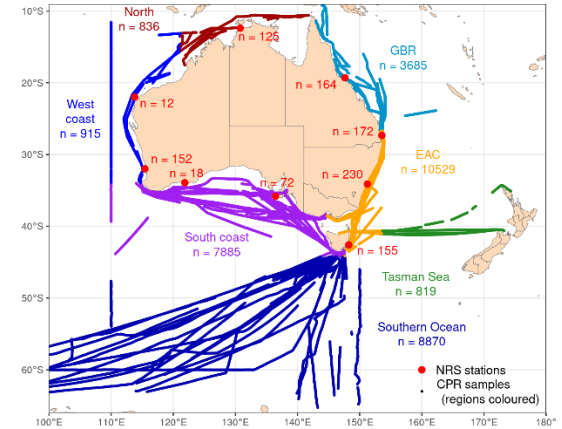 10°S
20°S
30°S
40°S
50°S
60°S
North
n = 836
n = 125
GBR
n = 3685
n = 164
n = 12
West
coast
n = 915
n = 172
EAC
n = 10529
n = 152
n = 18
n = 72
n = 230
South coast
n = 7885
n = 155
Tasman Sea
n = 819
Southern Ocean
n = 8870
NRS stations
CPR samples
(regions coloured)
100°E
110°E
120°E
130°E
140°E
150°E
160°E
170°E
180°